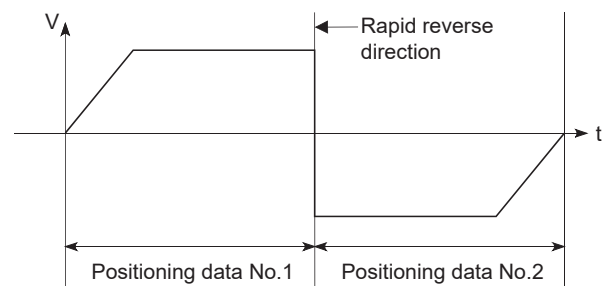 V
Rapid reverse
direction
t
Positioning data No.1
Positioning data No.2